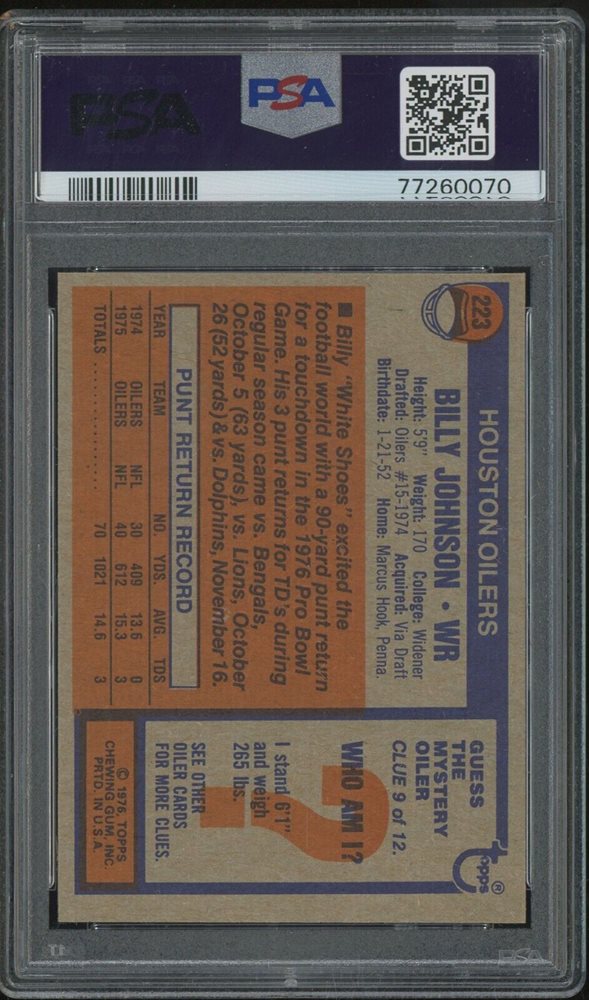 PSA
PSA
77260070
223
HOUSTON OILERS
BILLY JOHNSON • WR
Height: 5'9" Weight: 170 College: Widener
Drafted: Oilers #15-1974 Acquired: Via Draft
Birthdate: 1-21-52 Home: Marcus Hook, Penna.
■ Billy "White Shoes" excited the
football world with a 90-yard punt return
for a touchdown in the 1976 Pro Bowl
Game. His 3 punt returns for TD's during
regular season came vs. Bengals,
October 5 (63 yards), vs. Lions, October
26 (52 yards) & vs. Dolphins, November 16.
PUNT RETURN RECORD
YEAR TEAM NO. YDS. AVG. TDS
1974 OILERS NFL 30 409 13.6 0
1975 OILERS NFL 40 612 15.3 3
TOTALS .............. 70 1021 14.6 3
topps®
GUESS
THE
MYSTERY
OILER
CLUE 9 of 12.
?
WHO AM I?
I stand 6'1"
and weigh
265 lbs.
SEE OTHER
OILER CARDS
FOR MORE CLUES.
© 1976, TOPPS
CHEWING GUM, INC.
PRTD. IN U.S.A.
PSA